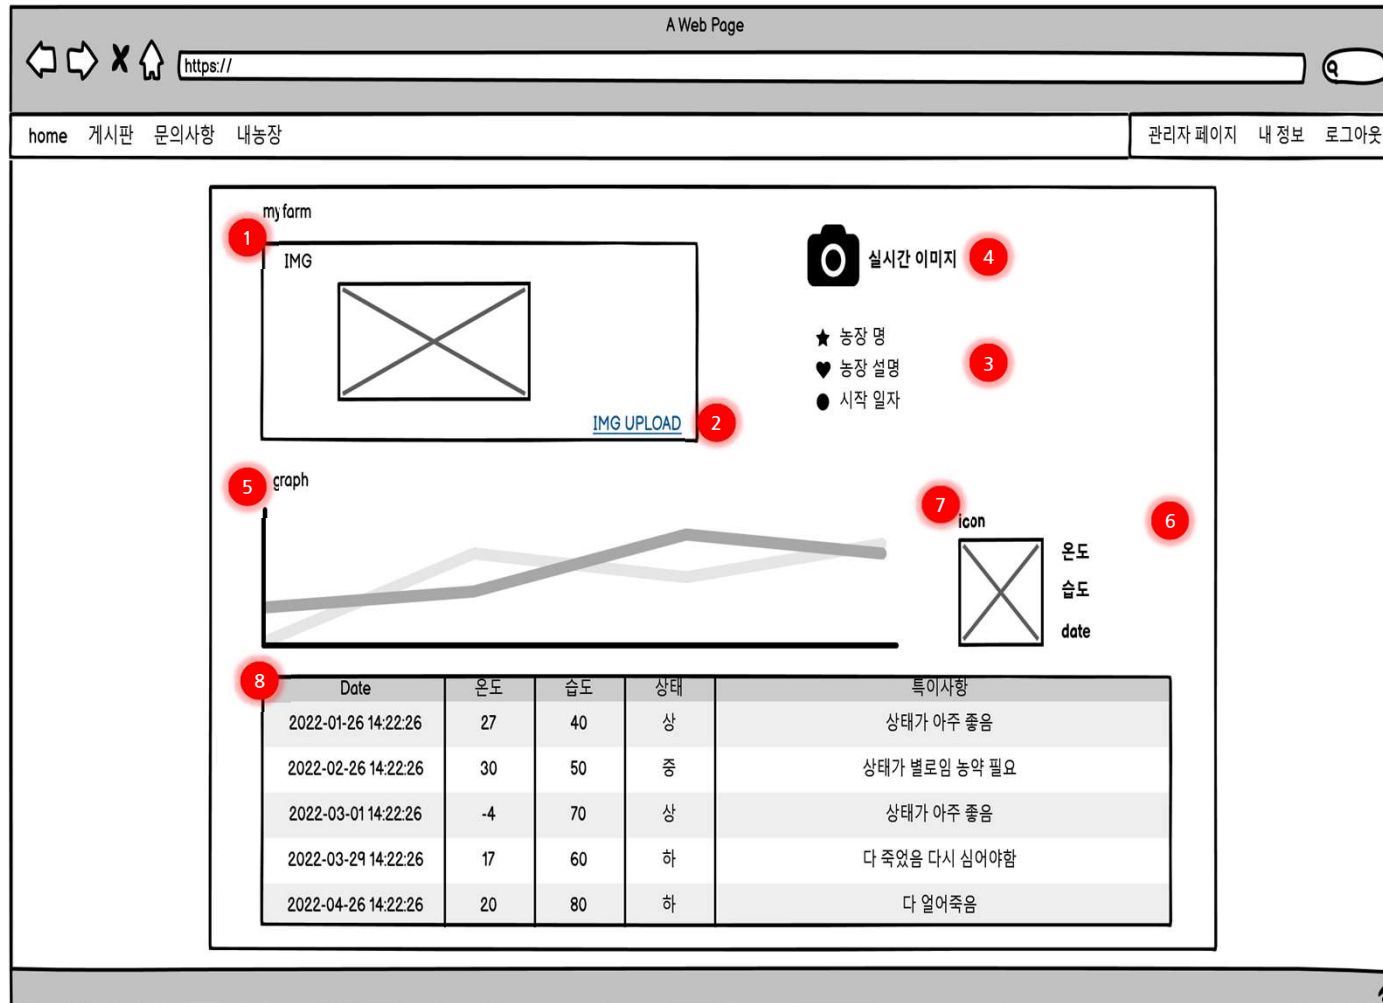 A Web Page
https://
home 게시판 문의사항 내농장 관리자 페이지 내 정보 로그아웃
my farm
1
IMG
IMG UPLOAD
2
실시간 이미지
4
농장 명
농장 설명
3
시작 일자
5
graph
7
icon
6
온도
습도
date
8
Date 온도 습도 상태 특이사항
2022-01-26 14:22:26 27 40 상 상태가 아주 좋음
2022-02-26 14:22:26 30 50 중 상태가 별로임 농약 필요
2022-03-01 14:22:26 -4 70 상 상태가 아주 좋음
2022-03-29 14:22:26 17 60 하 다 죽었음 다시 심어야함
2022-04-26 14:22:26 20 80 하 다 얼어죽음